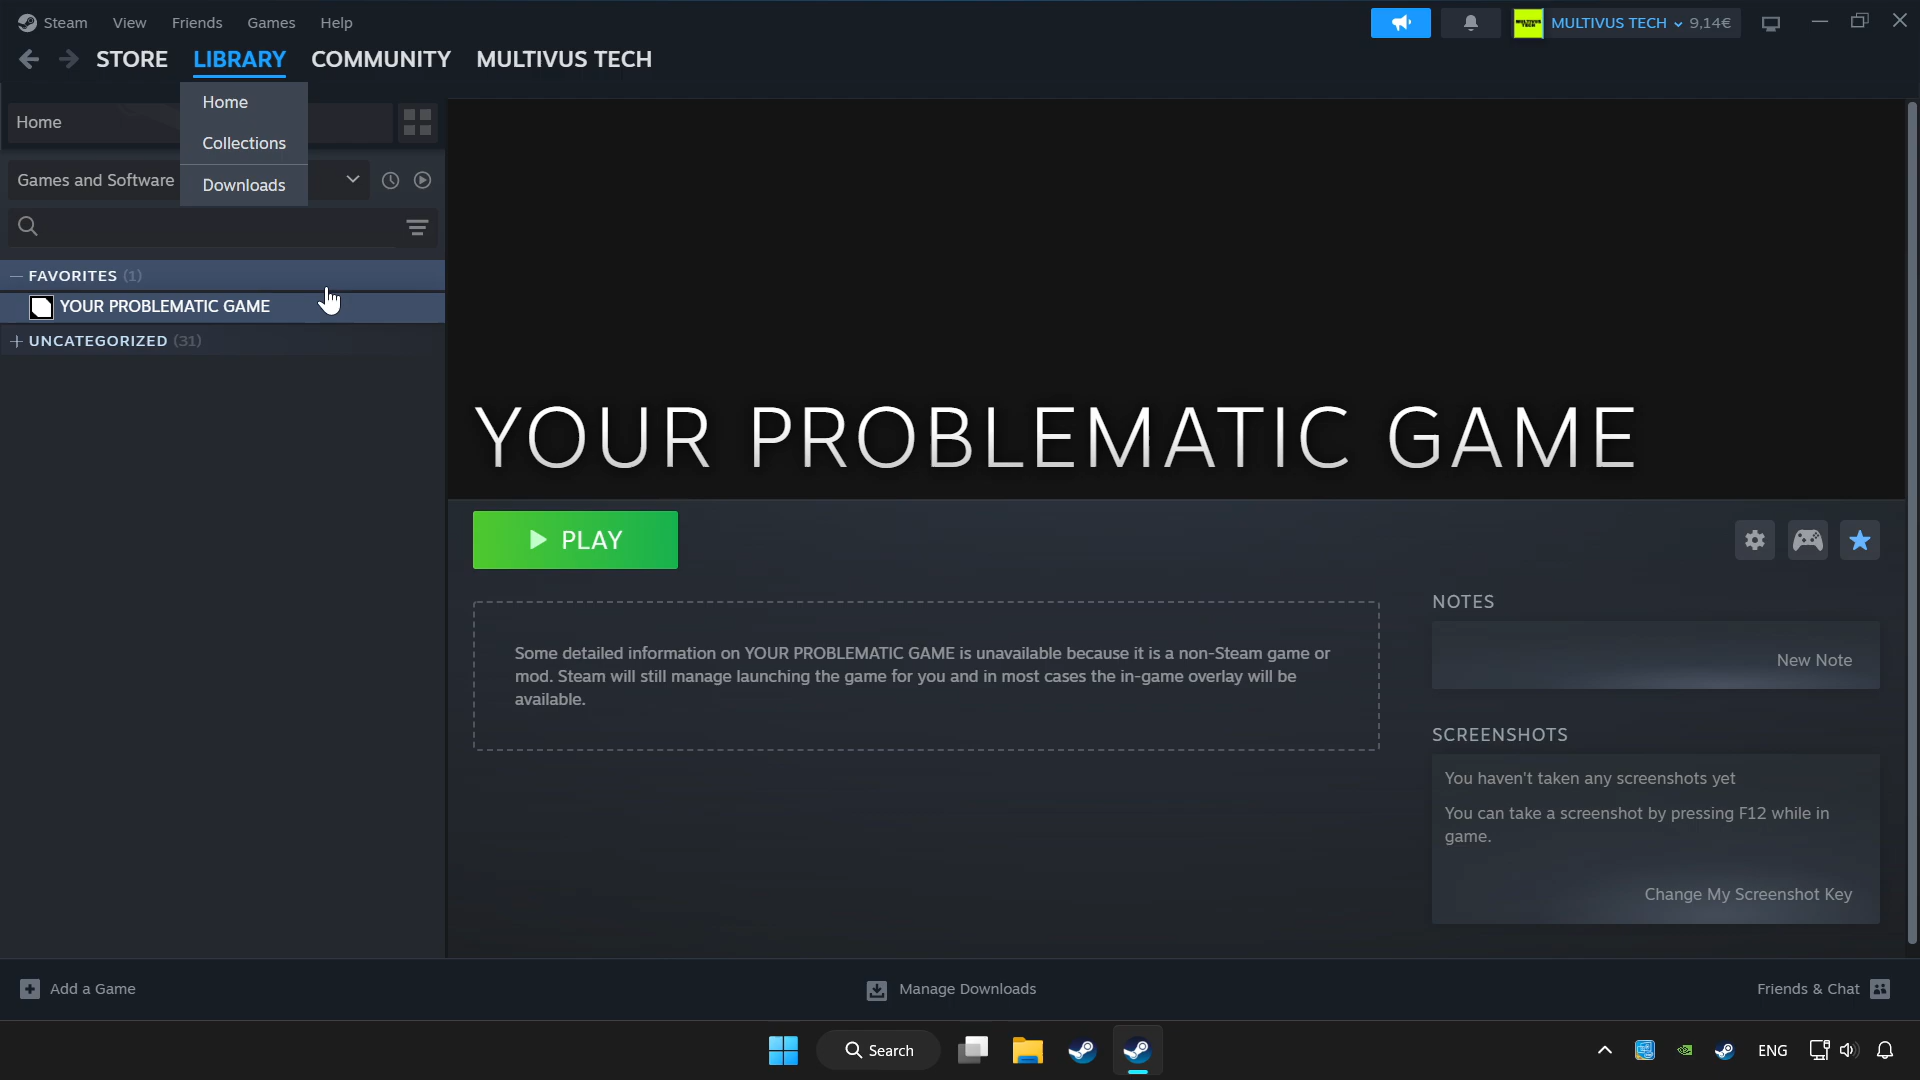 Steam View Friends Games Help
MULTIVUS TECH 9,14€
STORE LIBRARY COMMUNITY MULTIVUS TECH
Home
Collections
Downloads
Home
Games and Software
— FAVORITES (1)
YOUR PROBLEMATIC GAME
+ UNCATEGORIZED (31)
YOUR PROBLEMATIC GAME
PLAY
Some detailed information on YOUR PROBLEMATIC GAME is unavailable because it is a non-Steam game or
mod. Steam will still manage launching the game for you and in most cases the in-game overlay will be
available.
NOTES
New Note
SCREENSHOTS
You haven't taken any screenshots yet
You can take a screenshot by pressing F12 while in
game.
Change My Screenshot Key
Add a Game
Manage Downloads
Friends & Chat
Search
ENG